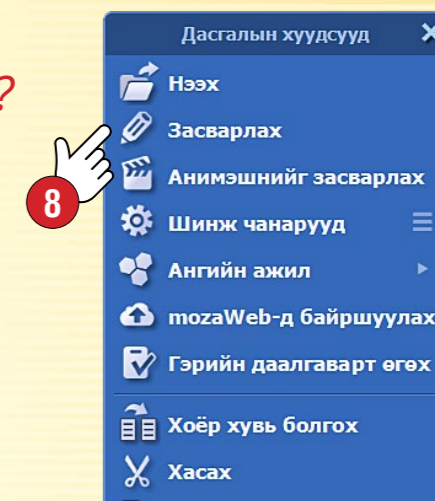 Дасгалын хуудсууд
?
Нээх
Засварлах
8
Анимэшнийг засварлах
Шинж чанарууд
Ангийн ажил
mozaWeb-д байршуулах
Гэрийн даалгаварт өгөх
Хоёр хувь болгох
Хасах